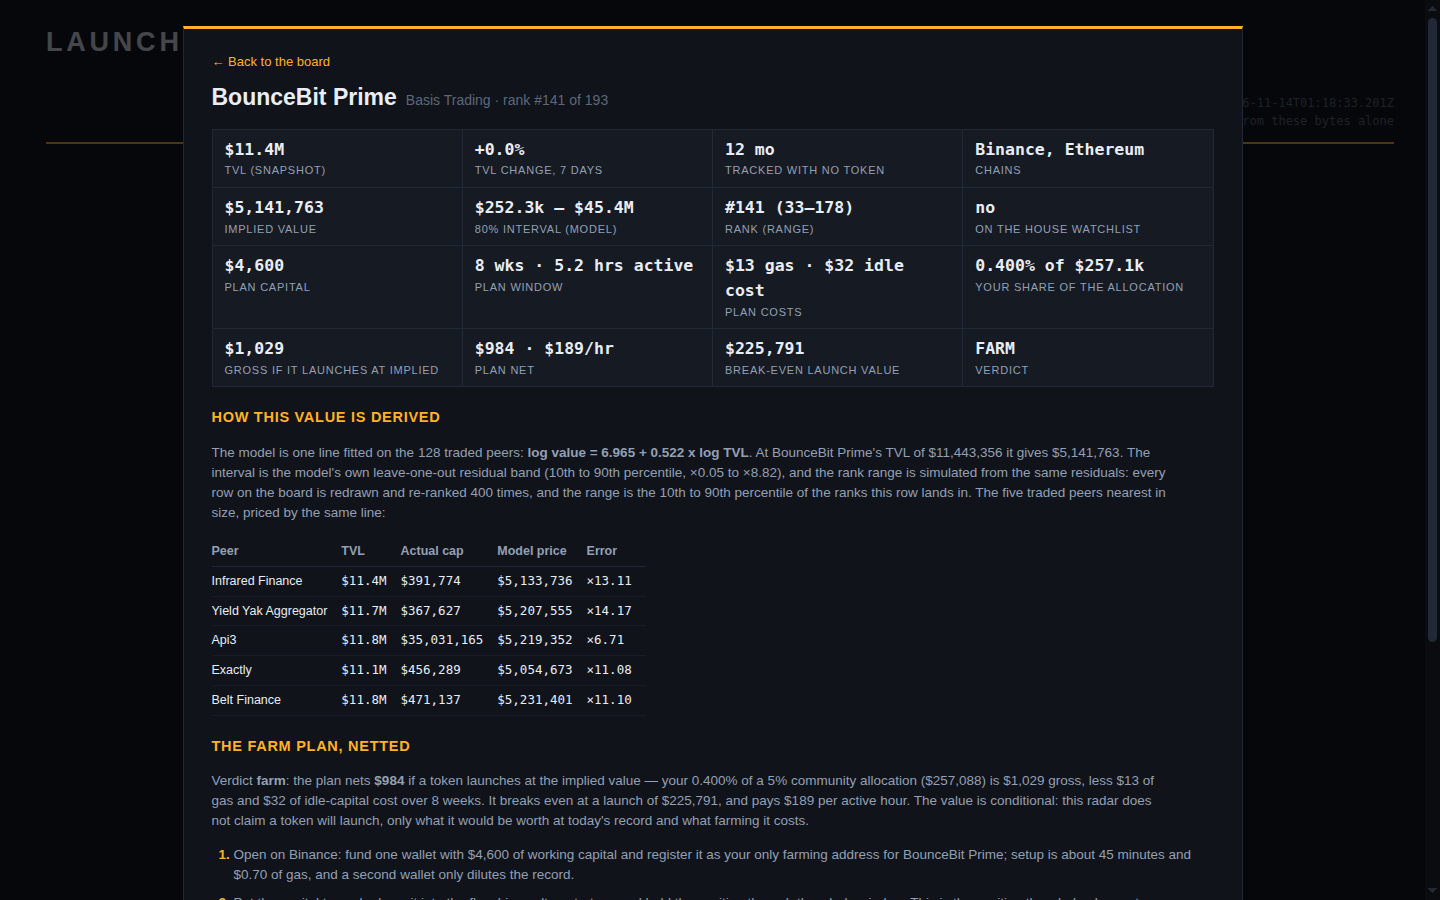 LAUNCH
6-11-14T01:18:33.201Z
rom these bytes alone
← Back to the board
BounceBit Prime Basis Trading · rank #141 of 193
$11.4M
TVL (SNAPSHOT)
+0.0%
TVL CHANGE, 7 DAYS
12 mo
TRACKED WITH NO TOKEN
Binance, Ethereum
CHAINS
$5,141,763
IMPLIED VALUE
$252.3k — $45.4M
80% INTERVAL (MODEL)
#141 (33–178)
RANK (RANGE)
no
ON THE HOUSE WATCHLIST
$4,600
PLAN CAPITAL
8 wks · 5.2 hrs active
PLAN WINDOW
$13 gas · $32 idle
cost
PLAN COSTS
0.400% of $257.1k
YOUR SHARE OF THE ALLOCATION
$1,029
GROSS IF IT LAUNCHES AT IMPLIED
$984 · $189/hr
PLAN NET
$225,791
BREAK-EVEN LAUNCH VALUE
FARM
VERDICT
HOW THIS VALUE IS DERIVED
The model is one line fitted on the 128 traded peers: log value = 6.965 + 0.522 x log TVL. At BounceBit Prime's TVL of $11,443,356 it gives $5,141,763. The
interval is the model's own leave-one-out residual band (10th to 90th percentile, ×0.05 to ×8.82), and the rank range is simulated from the same residuals: every
row on the board is redrawn and re-ranked 400 times, and the range is the 10th to 90th percentile of the ranks this row lands in. The five traded peers nearest in
size, priced by the same line:
Peer TVL Actual cap Model price Error
Infrared Finance $11.4M $391,774 $5,133,736 ×13.11
Yield Yak Aggregator $11.7M $367,627 $5,207,555 ×14.17
Api3 $11.8M $35,031,165 $5,219,352 ×6.71
Exactly $11.1M $456,289 $5,054,673 ×11.08
Belt Finance $11.8M $471,137 $5,231,401 ×11.10
THE FARM PLAN, NETTED
Verdict farm: the plan nets $984 if a token launches at the implied value — your 0.400% of a 5% community allocation ($257,088) is $1,029 gross, less $13 of
gas and $32 of idle-capital cost over 8 weeks. It breaks even at a launch of $225,791, and pays $189 per active hour. The value is conditional: this radar does
not claim a token will launch, only what it would be worth at today's record and what farming it costs.
1. Open on Binance: fund one wallet with $4,600 of working capital and register it as your only farming address for BounceBit Prime; setup is about 45 minutes and
$0.70 of gas, and a second wallet only dilutes the record.